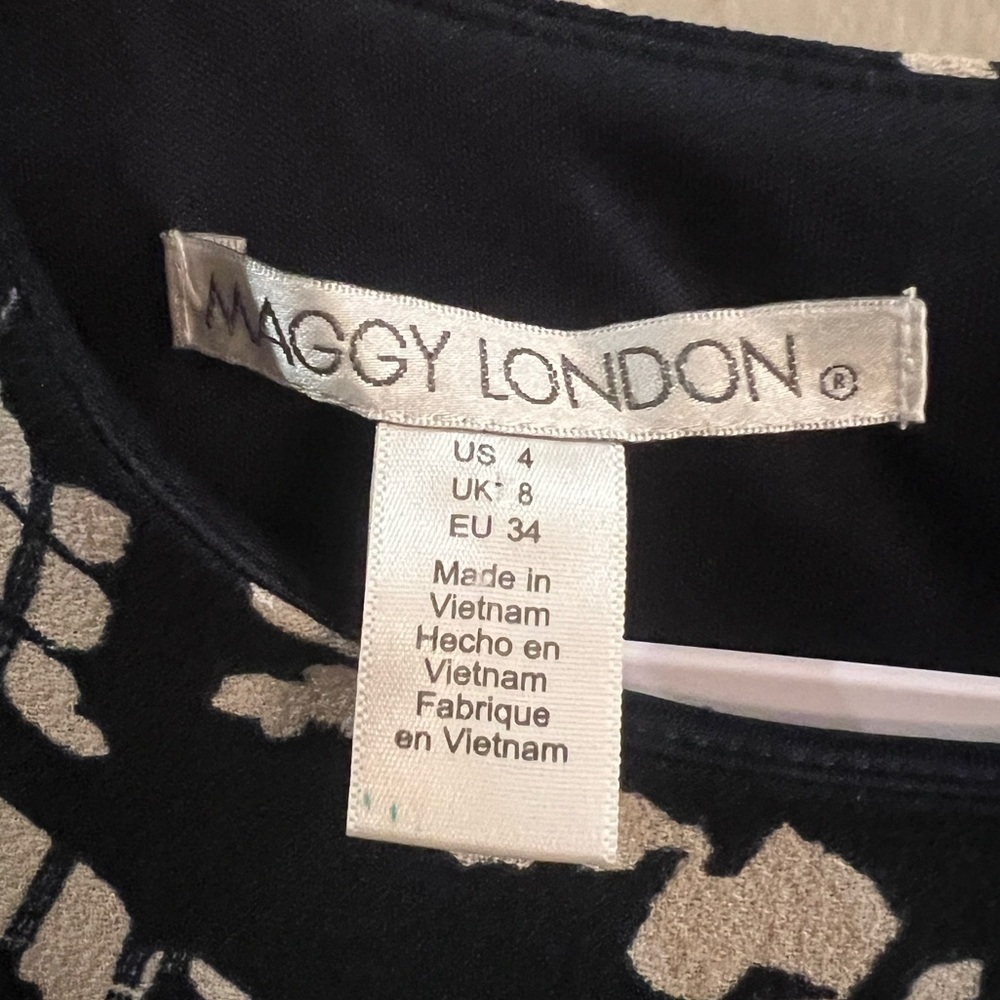 MAGGY LONDON ®
US 4
UK 8
EU 34
Made in
Vietnam
Hecho en
Vietnam
Fabrique
en Vietnam